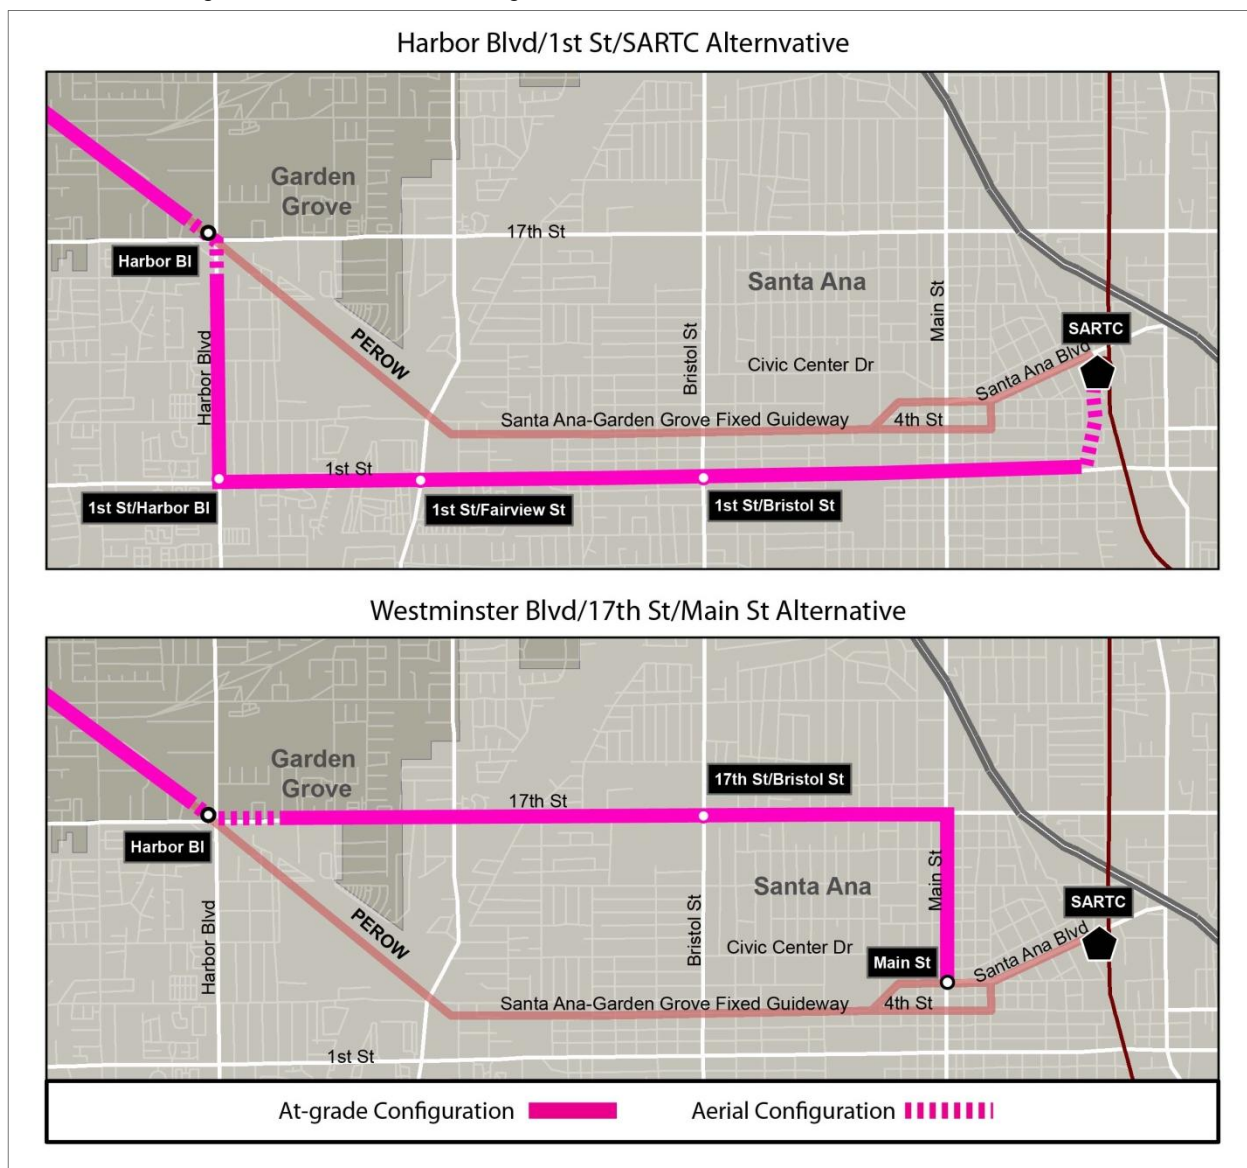 Harbor Blvd/1st St/SARTC Alternvative
Garden
Grove
17th St
Harbor Bl
Santa Ana
Main St
SARTC
Harbor Blvd
PEROW
Bristol St
Civic Center Dr
Santa Ana Blvd
Santa Ana-Garden Grove Fixed Guideway
4th St
1st St
1st St/Harbor Bl
1st St/Fairview St
1st St/Bristol St
Westminster Blvd/17th St/Main St Alternative
Garden
Grove
17th St/Bristol St
17th St
Harbor Bl
Santa Ana
Main St
SARTC
Harbor Blvd
PEROW
Bristol St
Civic Center Dr
Main St
Santa Ana Blvd
Santa Ana-Garden Grove Fixed Guideway
4th St
1st St
At-grade Configuration
Aerial Configuration